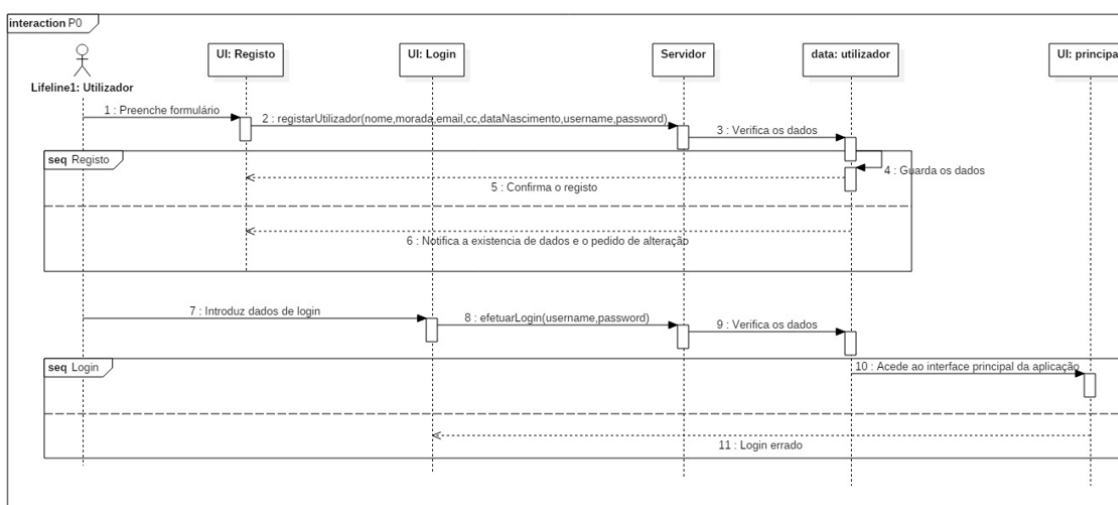 interaction P0
UI: Registo
UI: Login
Servidor
data: utilizador
UI: principa
Lifeline1: Utilizador
1 : Preenche formulário
2 : registarUtilizador(nome,morada,email,cc,dataNascimento,username,password)
3 : Verifica os dados
seq Registo
4 : Guarda os dados
5 : Confirma o registo
6 : Notifica a existencia de dados e o pedido de alteração
7 : Introduz dados de login
8 : efetuarLogin(username,password)
9 : Verifica os dados
seq Login
10 : Acede ao interface principal da aplicação
11 : Login errado